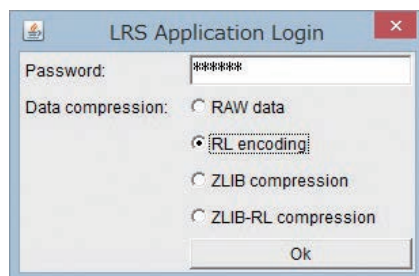 LRS Application Login
Password: ******
Data compression: RAW data
RL encoding
ZLIB compression
ZLIB-RL compression
Ok